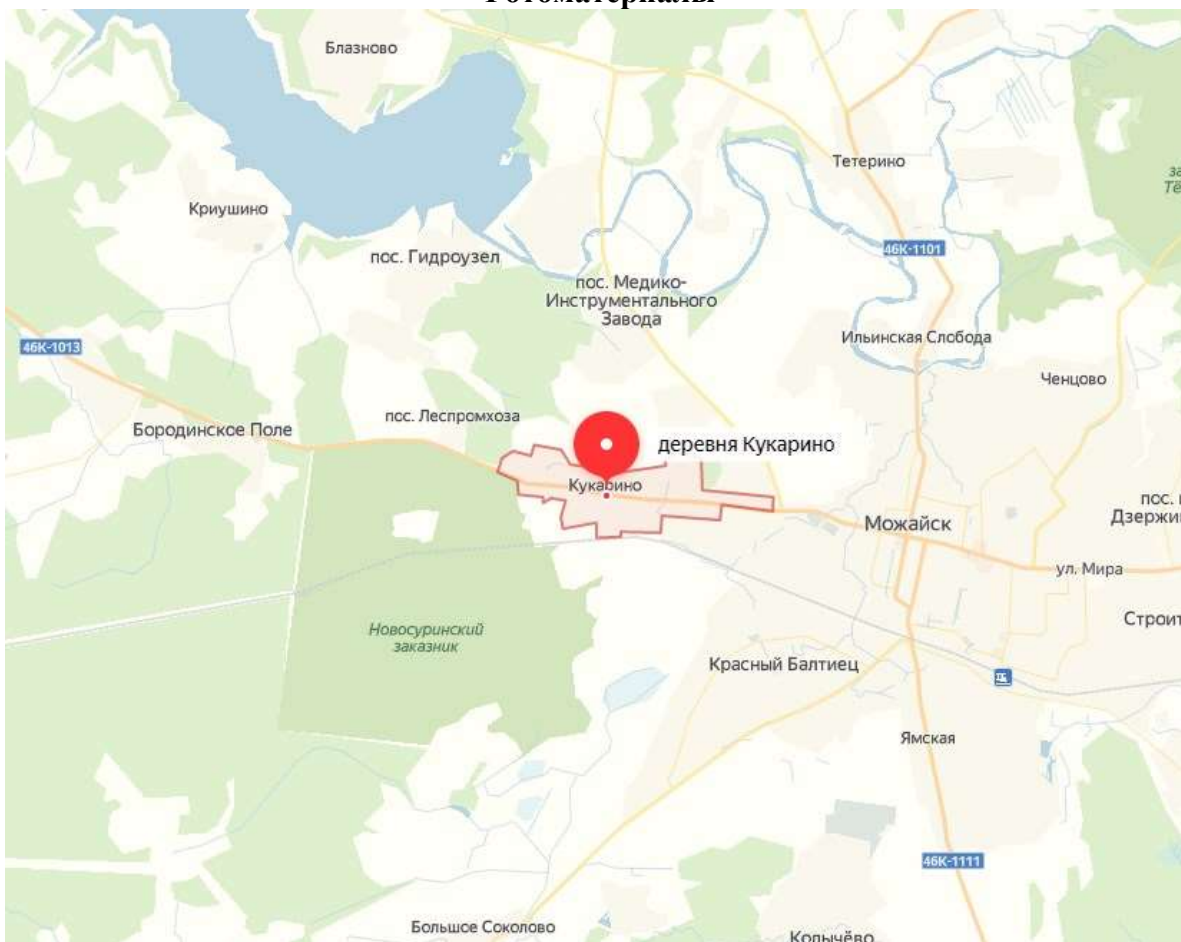 Фотоматериалы
Блазново
Тетерино
Криушино
46К-1101
пос. Гидроузел
пос. Медико-
Инструментального
Завода
Ильинская Слобода
46К-1013
Ченцово
пос. Леспромхоза
Бородинское Поле
деревня Кукарино
Кукарино
пос.
Можайск
Дзержи
ул. Мира
Новосуринский
заказник
Строит
Красный Балтиец
Ямская
46К-1111
Большое Соколово
Колычёво